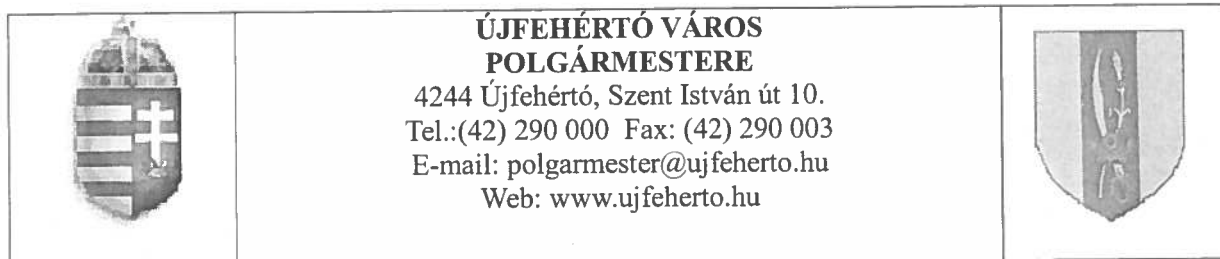 ÚJFEHÉRTÓ VÁROS
POLGÁRMESTERE
4244 Újfehértó, Szent István út 10.
Tel.:(42) 290 000 Fax: (42) 290 003
E-mail: polgarmester@ujfeherto.hu
Web: www.ujfeherto.hu